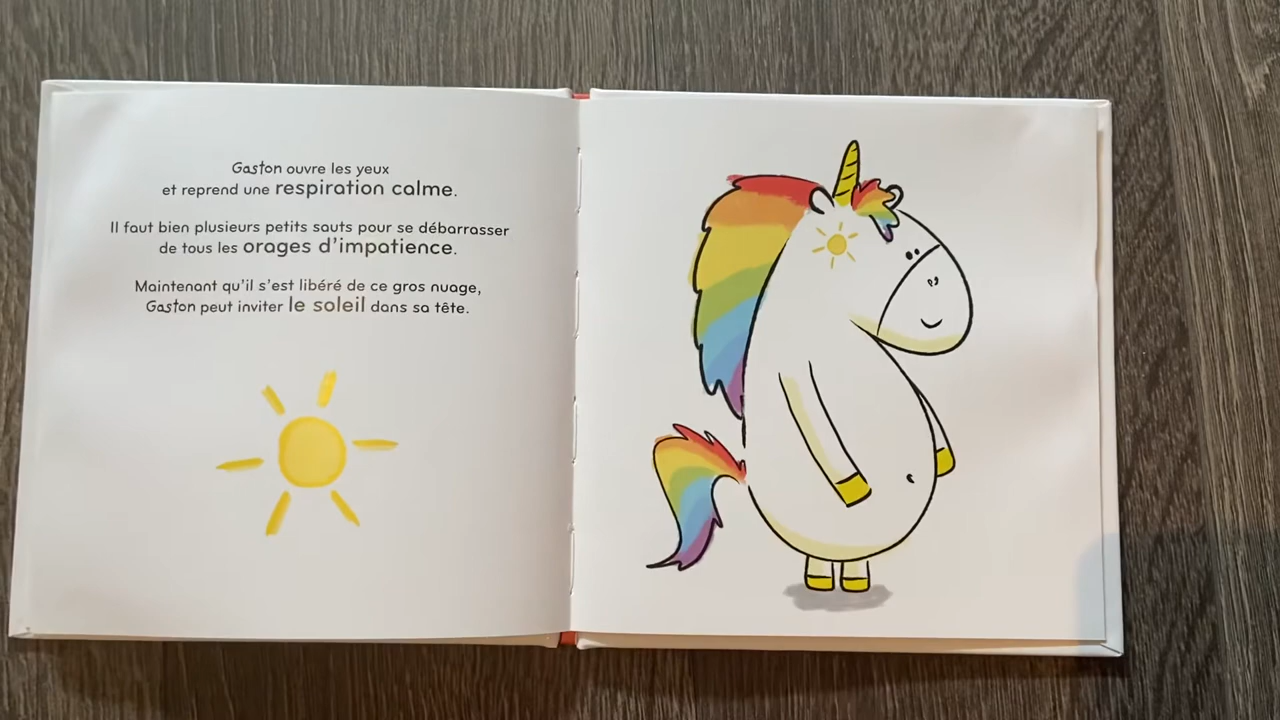 Gaston ouvre les yeux
et reprend une respiration calme.
Il faut bien plusieurs petits sauts pour se débarrasser
de tous les orages d'impatience.
Maintenant qu'il s'est libéré de ce gros nuage,
Gaston peut inviter le soleil dans sa tête.